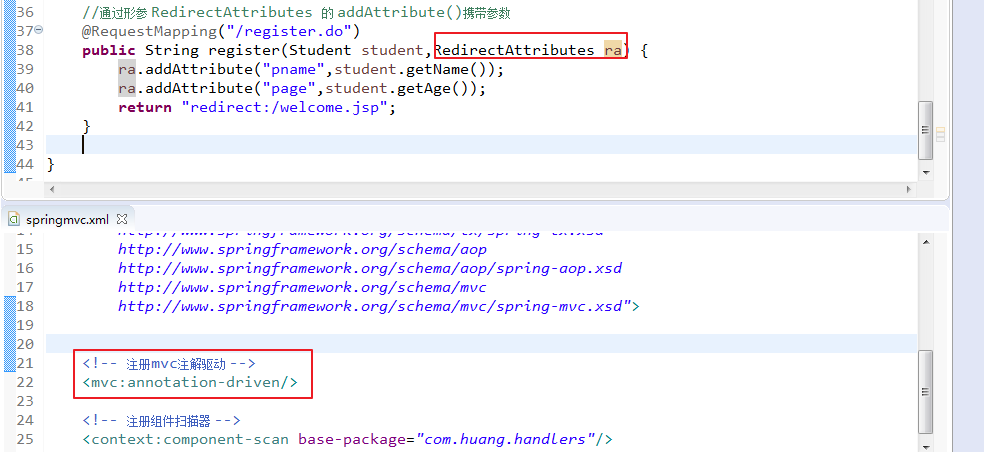 36 //通过形参 RedirectAttributes 的 addAttribute()携带参数
37 @RequestMapping("/register.do")
38 public String register(Student student,RedirectAttributes ra) {
39 ra.addAttribute("pname",student.getName());
40 ra.addAttribute("page",student.getAge());
41 return "redirect:/welcome.jsp";
42 }
43
44 }
springmvc.xml
15 http://www.springframework.org/schema/aop
16 http://www.springframework.org/schema/aop/spring-aop.xsd
17 http://www.springframework.org/schema/mvc
18 http://www.springframework.org/schema/mvc/spring-mvc.xsd">
19
20
21 <!-- 注册mvc注解驱动 -->
22 <mvc:annotation-driven/>
23
24 <!-- 注册组件扫描器 -->
25 <context:component-scan base-package="com.huang.handlers"/>